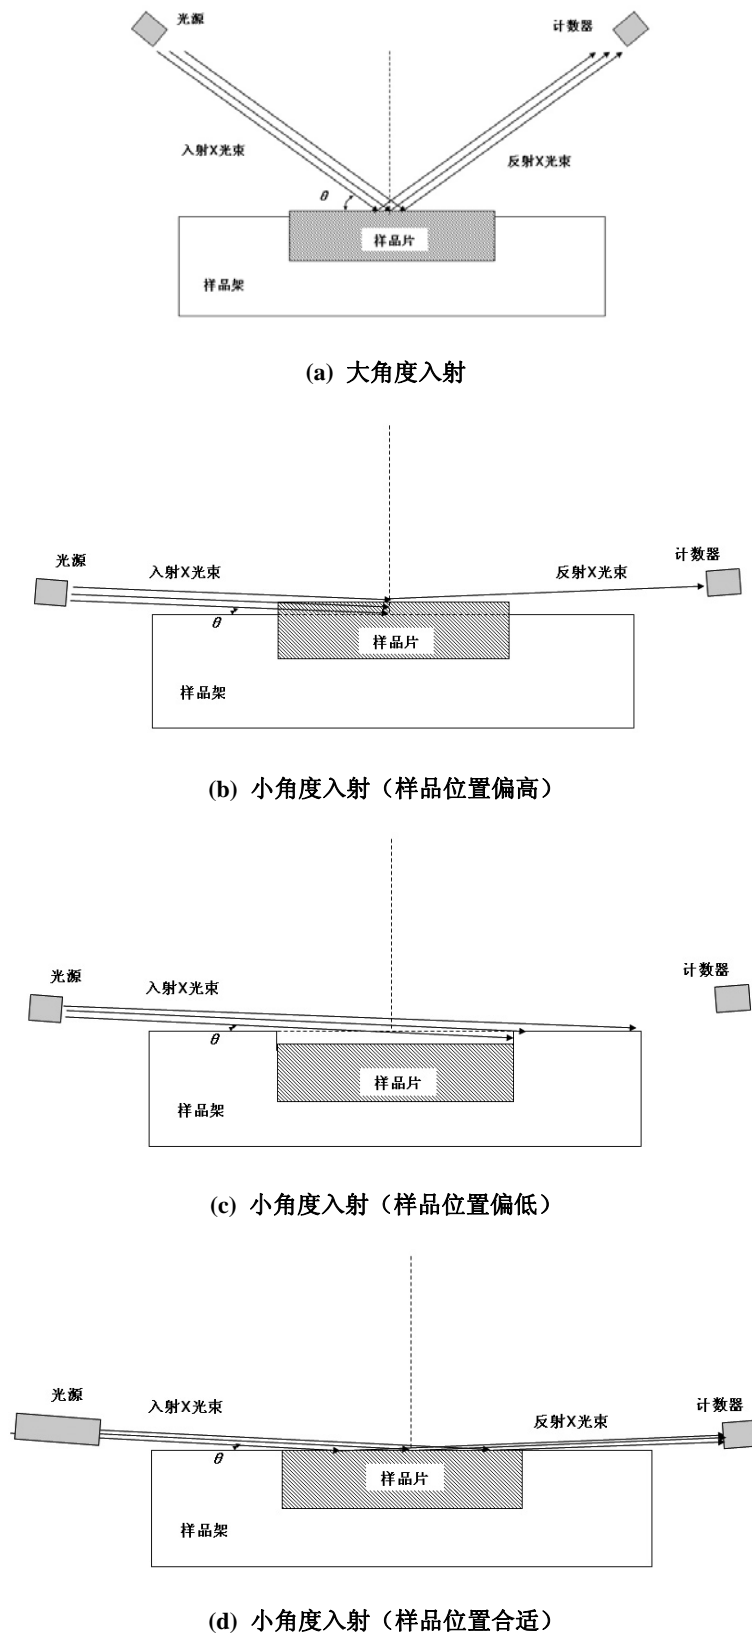 光源
计数器
入射X光束
反射X光束
θ
样品片
样品架
(a) 大角度入射
光源
计数器
入射X光束
反射X光束
θ
样品片
样品架
(b) 小角度入射（样品位置偏高）
光源
计数器
入射X光束
θ
样品片
样品架
(c) 小角度入射（样品位置偏低）
光源
计数器
入射X光束
反射X光束
θ
样品片
样品架
(d) 小角度入射（样品位置合适）